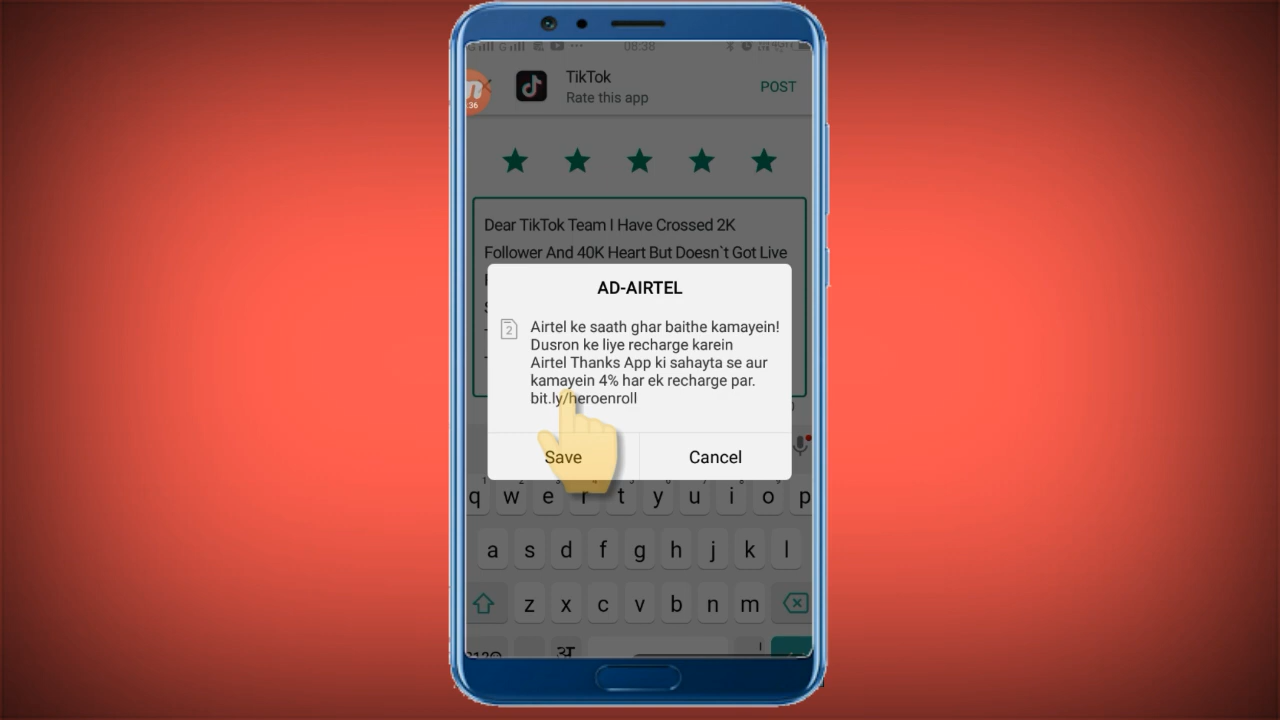 08:38
TikTok
Rate this app
POST
.36
Dear TikTok Team I Have Crossed 2K
Follower And 40K Heart But Doesn`t Got Live
AD-AIRTEL
2
Airtel ke saath ghar baithe kamayein!
Dusron ke liye recharge karein
Airtel Thanks App ki sahayta se aur
kamayein 4% har ek recharge par.
bit.ly/heroenroll
Save
Cancel
q w e r t y u i o p
a s d f g h j k l
z x c v b n m
अ